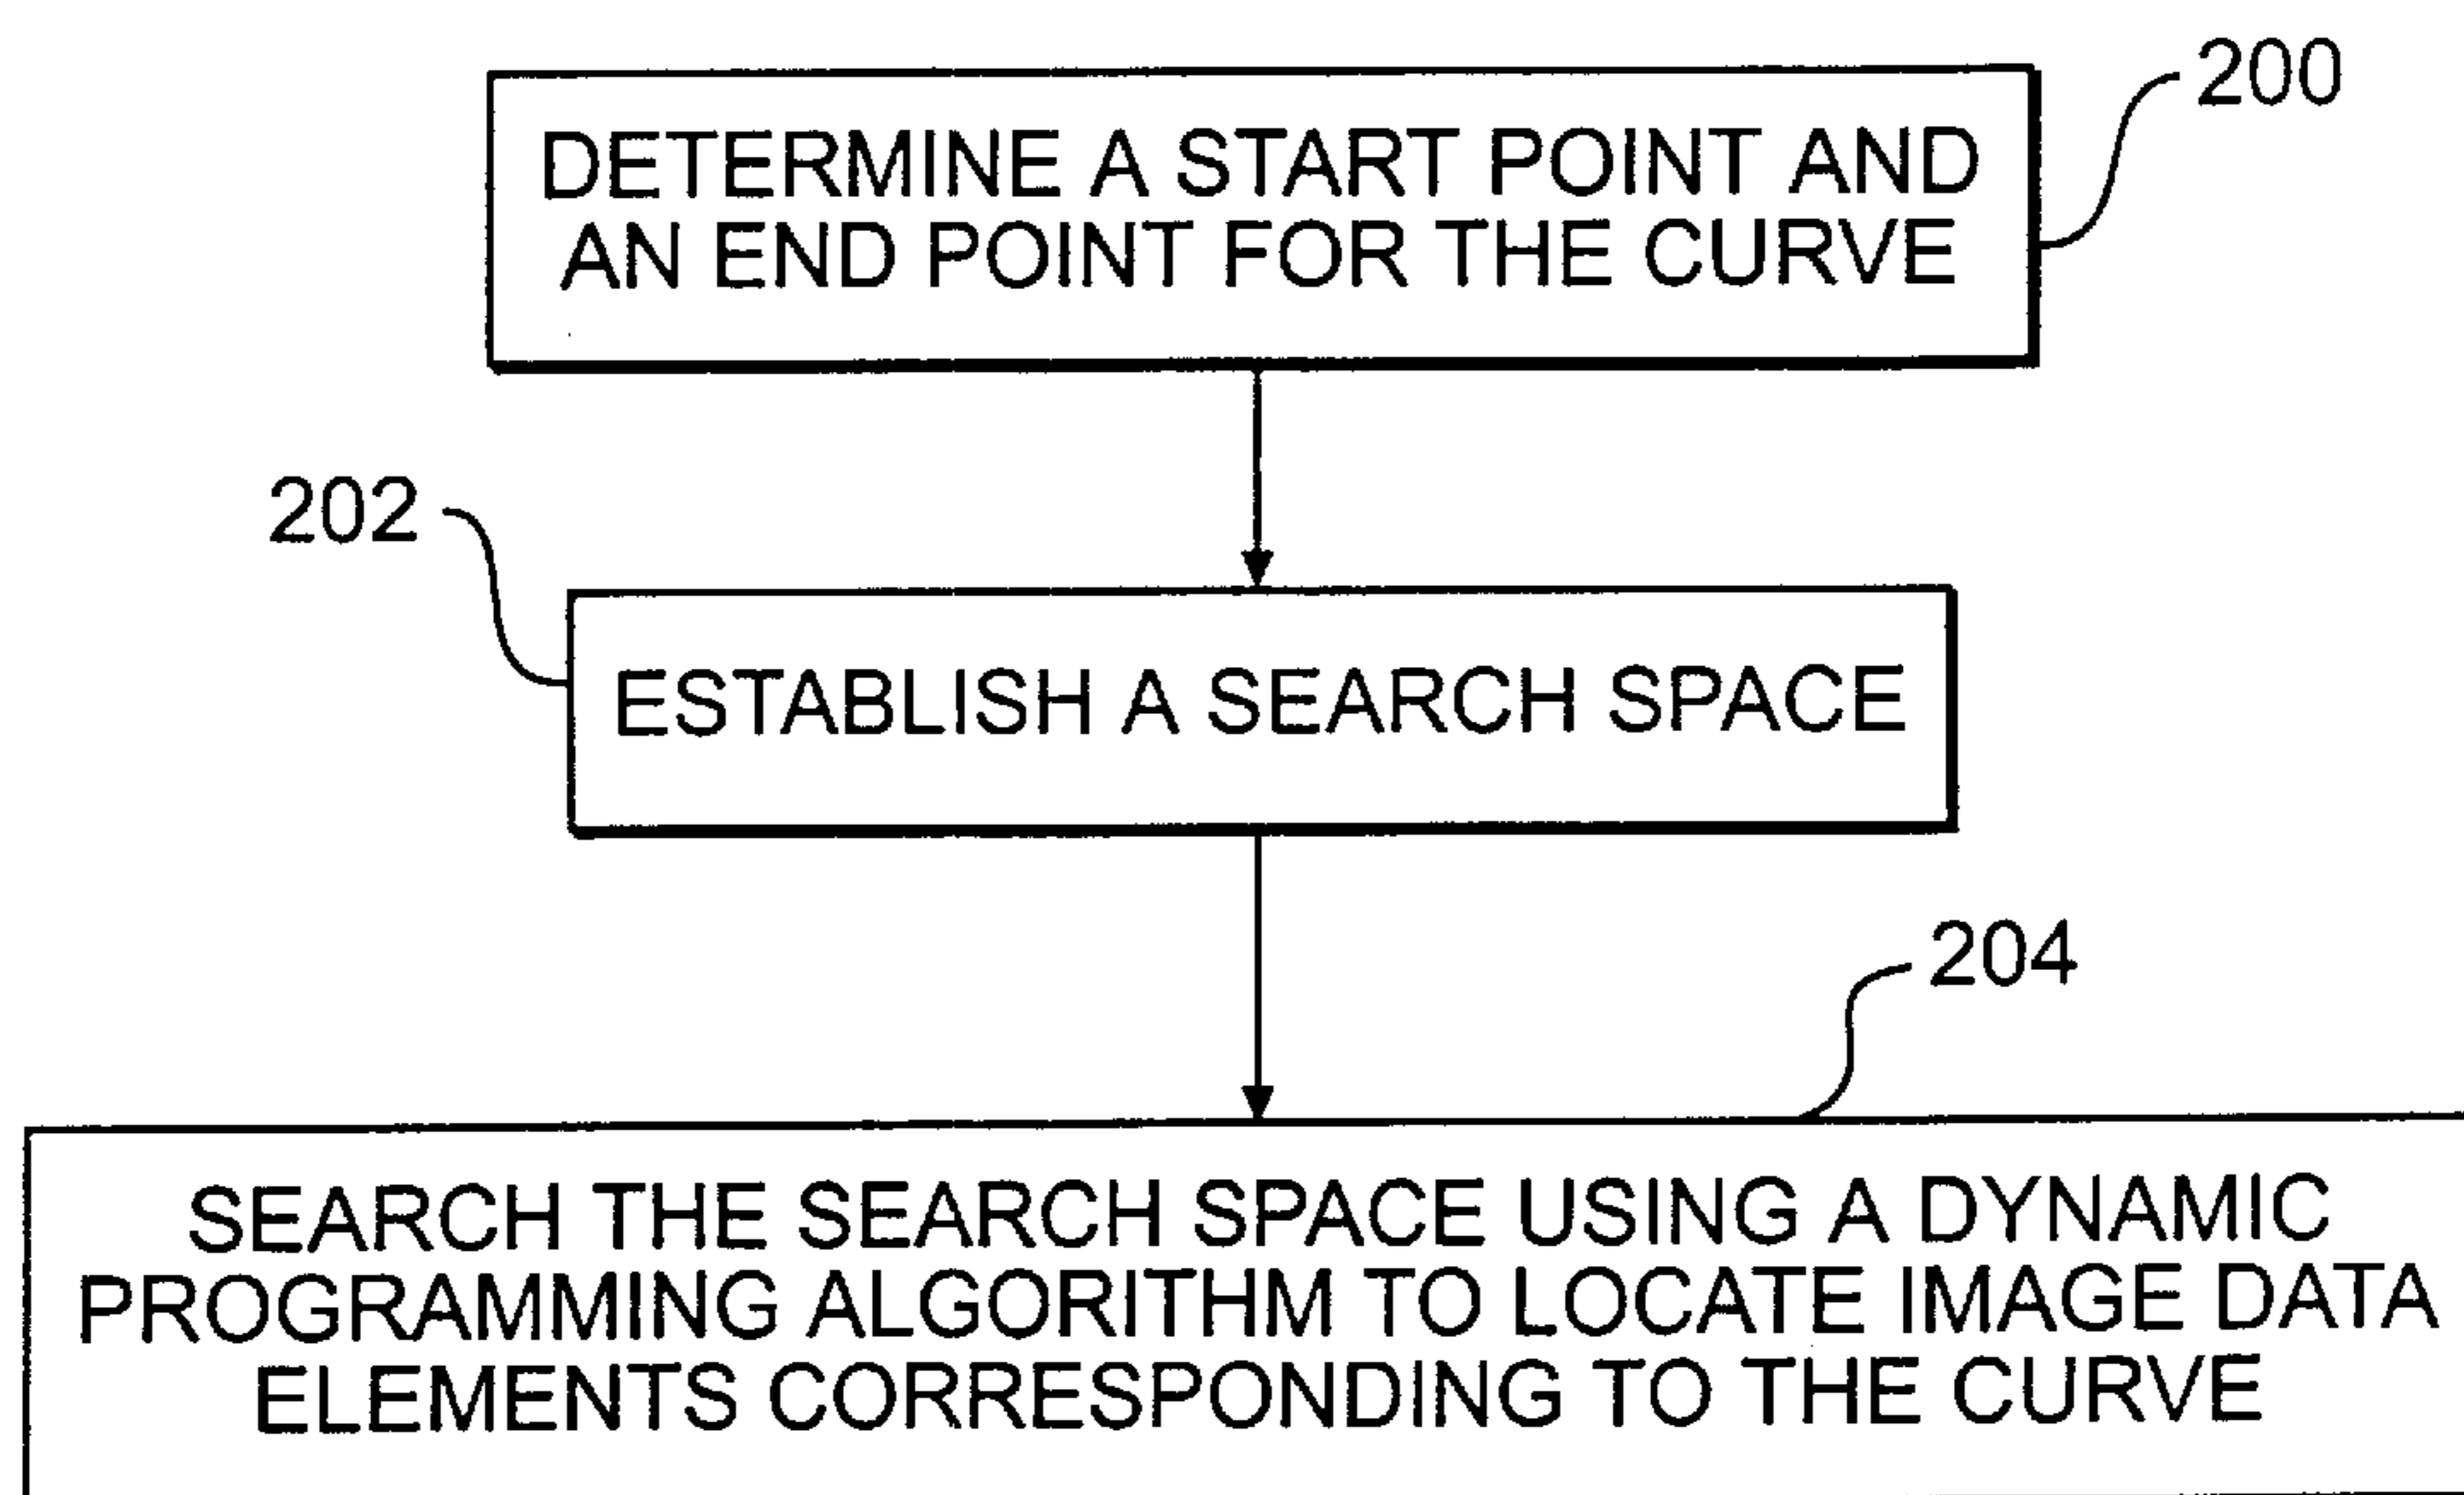 200
DETERMINE A START POINT AND
AN END POINT FOR THE CURVE
202
ESTABLISH A SEARCH SPACE
204
SEARCH THE SEARCH SPACE USING A DYNAMIC
PROGRAMMING ALGORITHM TO LOCATE IMAGE DATA
ELEMENTS CORRESPONDING TO THE CURVE